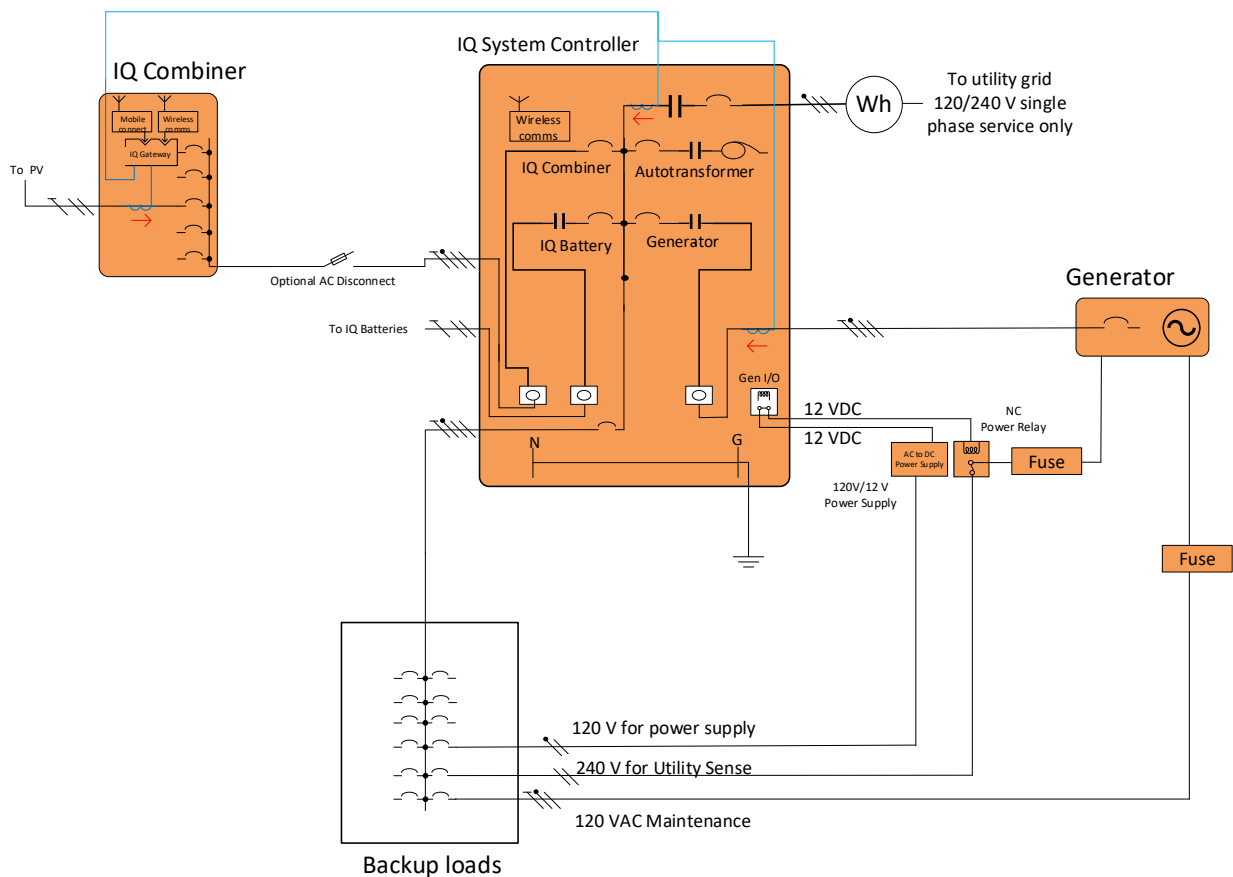 IQ System Controller
IQ Combiner
Mobile
connect
Wireless
comms
IQ Gateway
To PV
Wireless
comms
Wh
To utility grid
120/240 V single
phase service only
IQ Combiner
Autotransformer
IQ Battery
Generator
Optional AC Disconnect
To IQ Batteries
Generator
Gen I/O
12 VDC
12 VDC
NC
Power Relay
N
G
AC to DC
Power Supply
Fuse
120V/12 V
Power Supply
Fuse
120 V for power supply
240 V for Utility Sense
120 VAC Maintenance
Backup loads